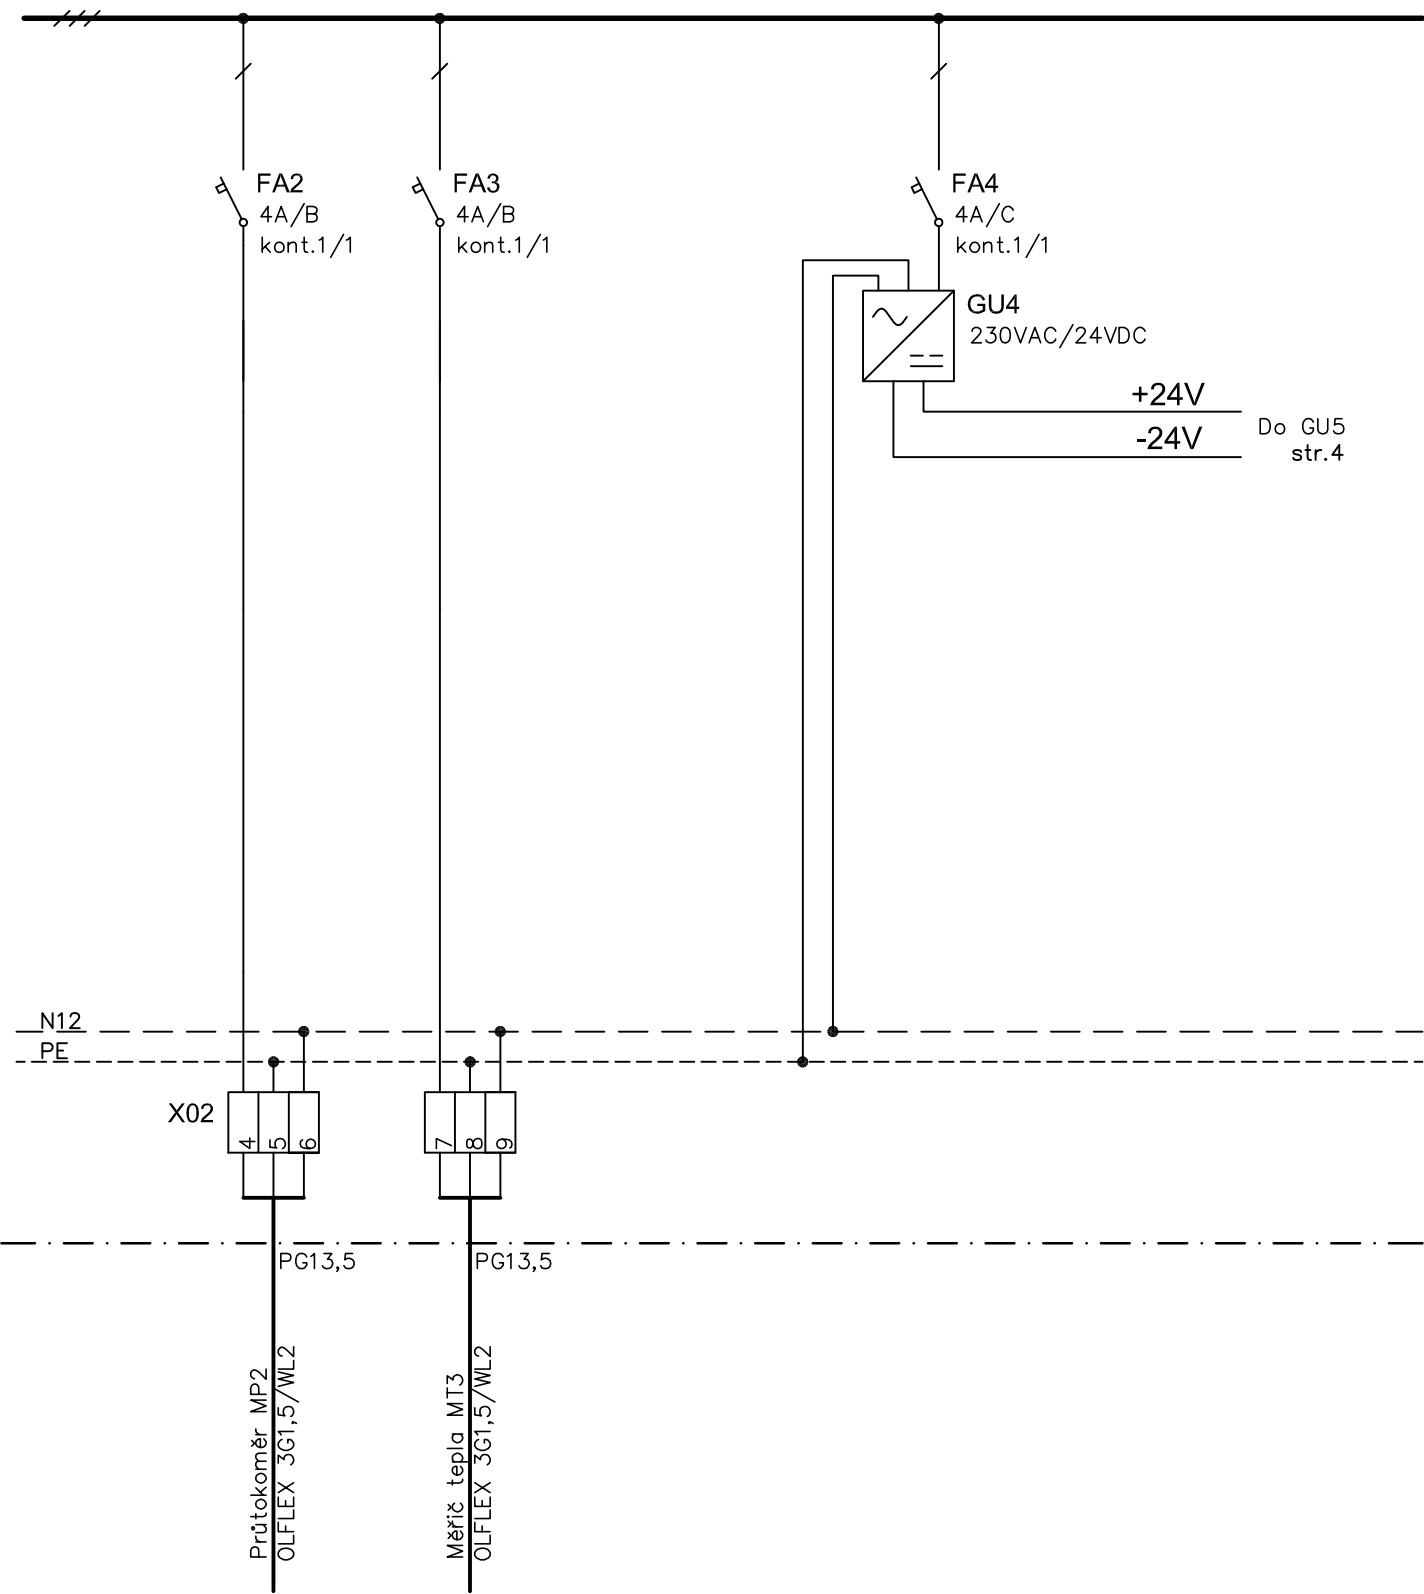 FA2
4A/B
kont.1/1
FA3
4A/B
kont.1/1
FA4
4A/C
kont.1/1
GU4
230VAC/24VDC
+24V
-24V
Do GU5
str.4
N12
PE
X02
4
5
6
7
8
9
PG13,5
PG13,5
Průtokoměr MP2
OLFLEX 3G1,5/WL2
Měřič tepla MT3
OLFLEX 3G1,5/WL2